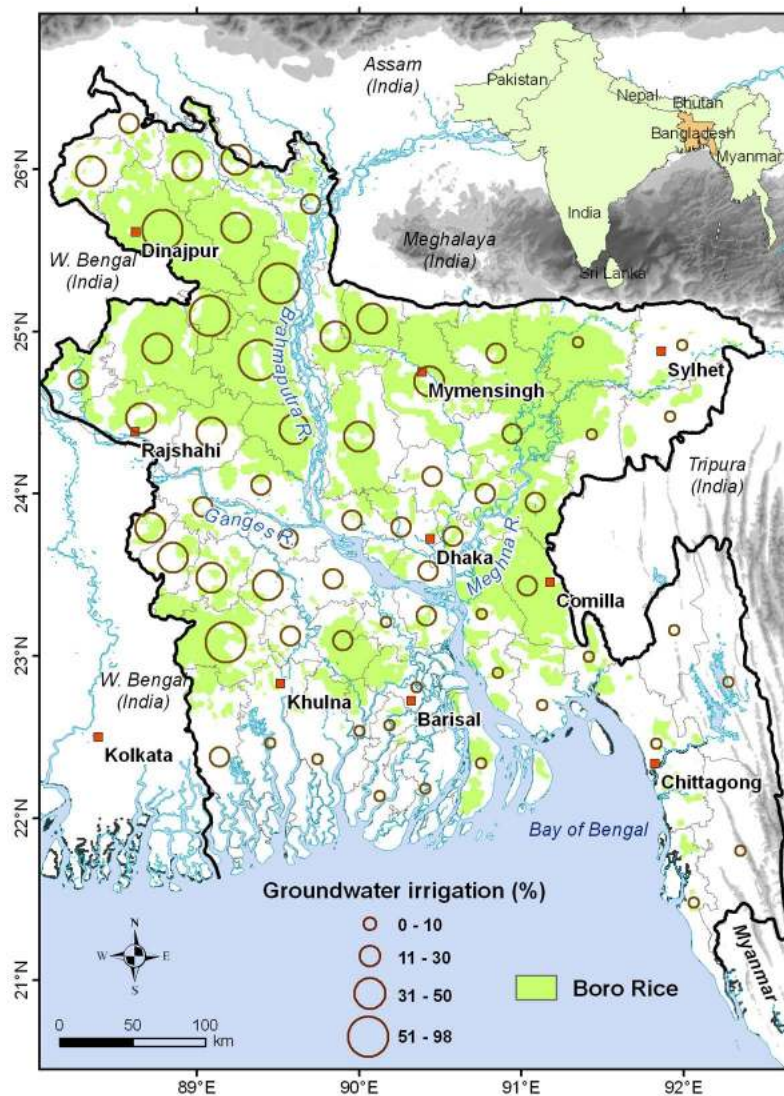 Assam
(India)
Pakistan
Nepal
Bhutan
Bangladesh
Myanmar
India
Sri Lanka
Meghalaya
(India)
26°N
25°N
24°N
23°N
22°N
21°N
Dinajpur
W. Bengal
(India)
Brahmaputra R.
Mymensingh
Sylhet
Rajshahi
Tripura
(India)
Ganges R.
Dhaka
Meghna R.
Comilla
W. Bengal
(India)
Khulna
Barisal
Kolkata
Chittagong
Bay of Bengal
Groundwater irrigation (%)
0 - 10
11 - 30
31 - 50
51 - 98
Boro Rice
Myanmar
N
W E
S
0 50 100
km
89°E 90°E 91°E 92°E